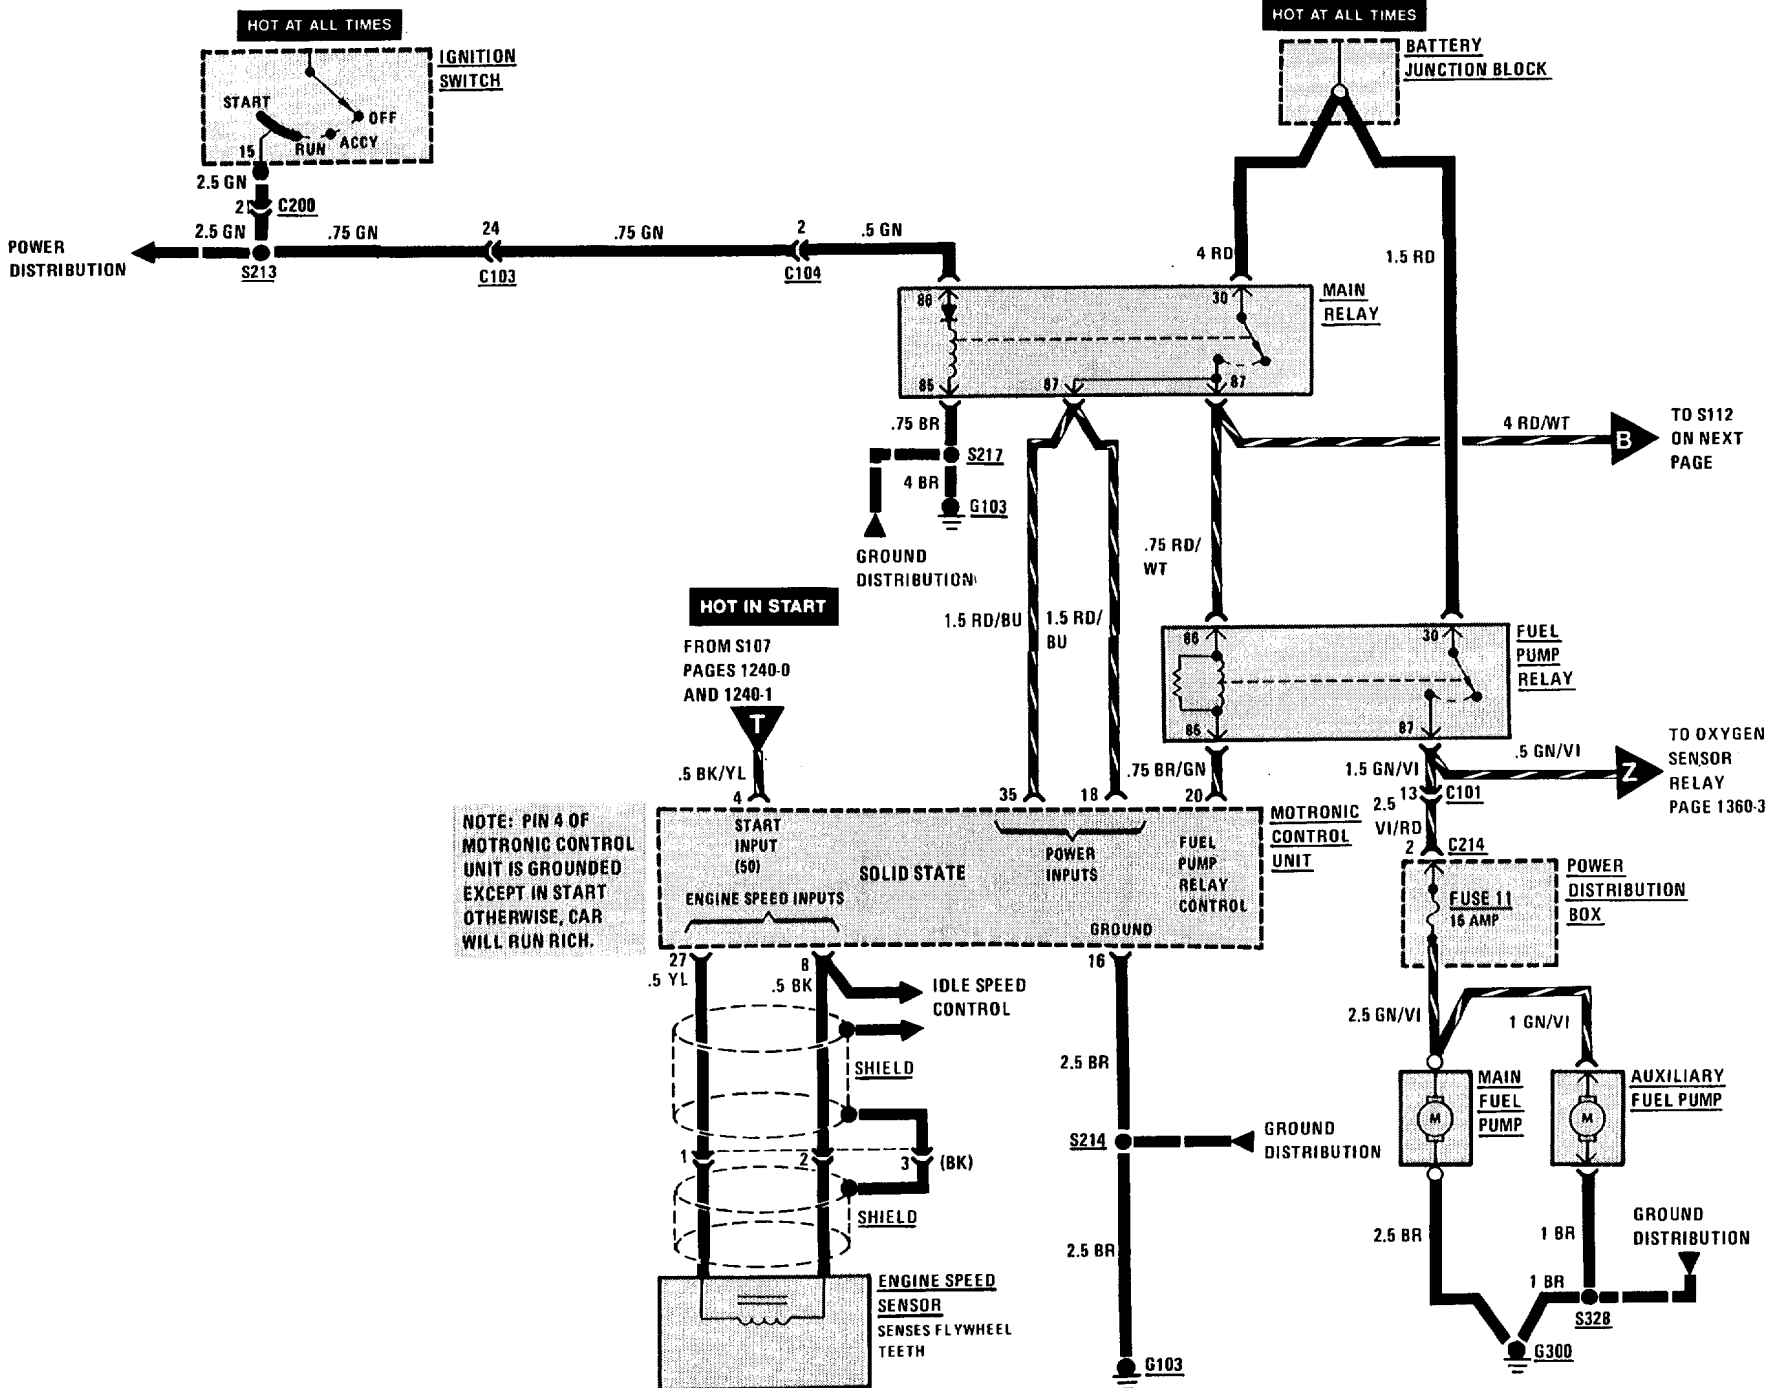 HOT AT ALL TIMES
IGNITION
SWITCH
START
OFF
ACCY
RUN
15
2.5 GN
2
C200
2.5 GN
POWER
DISTRIBUTION
S213
.75 GN
24
C103
.75 GN
2
C104
.5 GN
HOT AT ALL TIMES
BATTERY
JUNCTION BLOCK
4 RD
1.5 RD
MAIN
RELAY
86
30
85
87
87
.75 BR
S217
4 BR
G103
GROUND
DISTRIBUTION
4 RD/WT
B
TO S112
ON NEXT
PAGE
.75 RD/
WT
1.5 RD/BU
1.5 RD/
BU
HOT IN START
FROM S107
PAGES 1240-0
AND 1240-1
T
.5 BK/YL
4
35
18
20
.75 BR/GN
FUEL
PUMP
RELAY
86
30
85
87
.5 GN/VI
Z
TO OXYGEN
SENSOR
RELAY
PAGE 1360-3
1.5 GN/VI
13
C101
2.5
VI/RD
2
C214
NOTE: PIN 4 OF
MOTRONIC CONTROL
UNIT IS GROUNDED
EXCEPT IN START
OTHERWISE, CAR
WILL RUN RICH.
START
INPUT
(50)
SOLID STATE
POWER
INPUTS
FUEL
PUMP
RELAY
CONTROL
ENGINE SPEED INPUTS
GROUND
MOTRONIC
CONTROL
UNIT
POWER
DISTRIBUTION
BOX
FUSE 11
16 AMP
27
.5 YL
8
.5 BK
16
IDLE SPEED
CONTROL
SHIELD
1
2
3
(BK)
SHIELD
ENGINE SPEED
SENSOR
SENSES FLYWHEEL
TEETH
2.5 BR
S214
GROUND
DISTRIBUTION
2.5 BR
G103
2.5 GN/VI
1 GN/VI
MAIN
FUEL
PUMP
M
M
AUXILIARY
FUEL PUMP
2.5 BR
1 BR
GROUND
DISTRIBUTION
1 BR
S328
G300